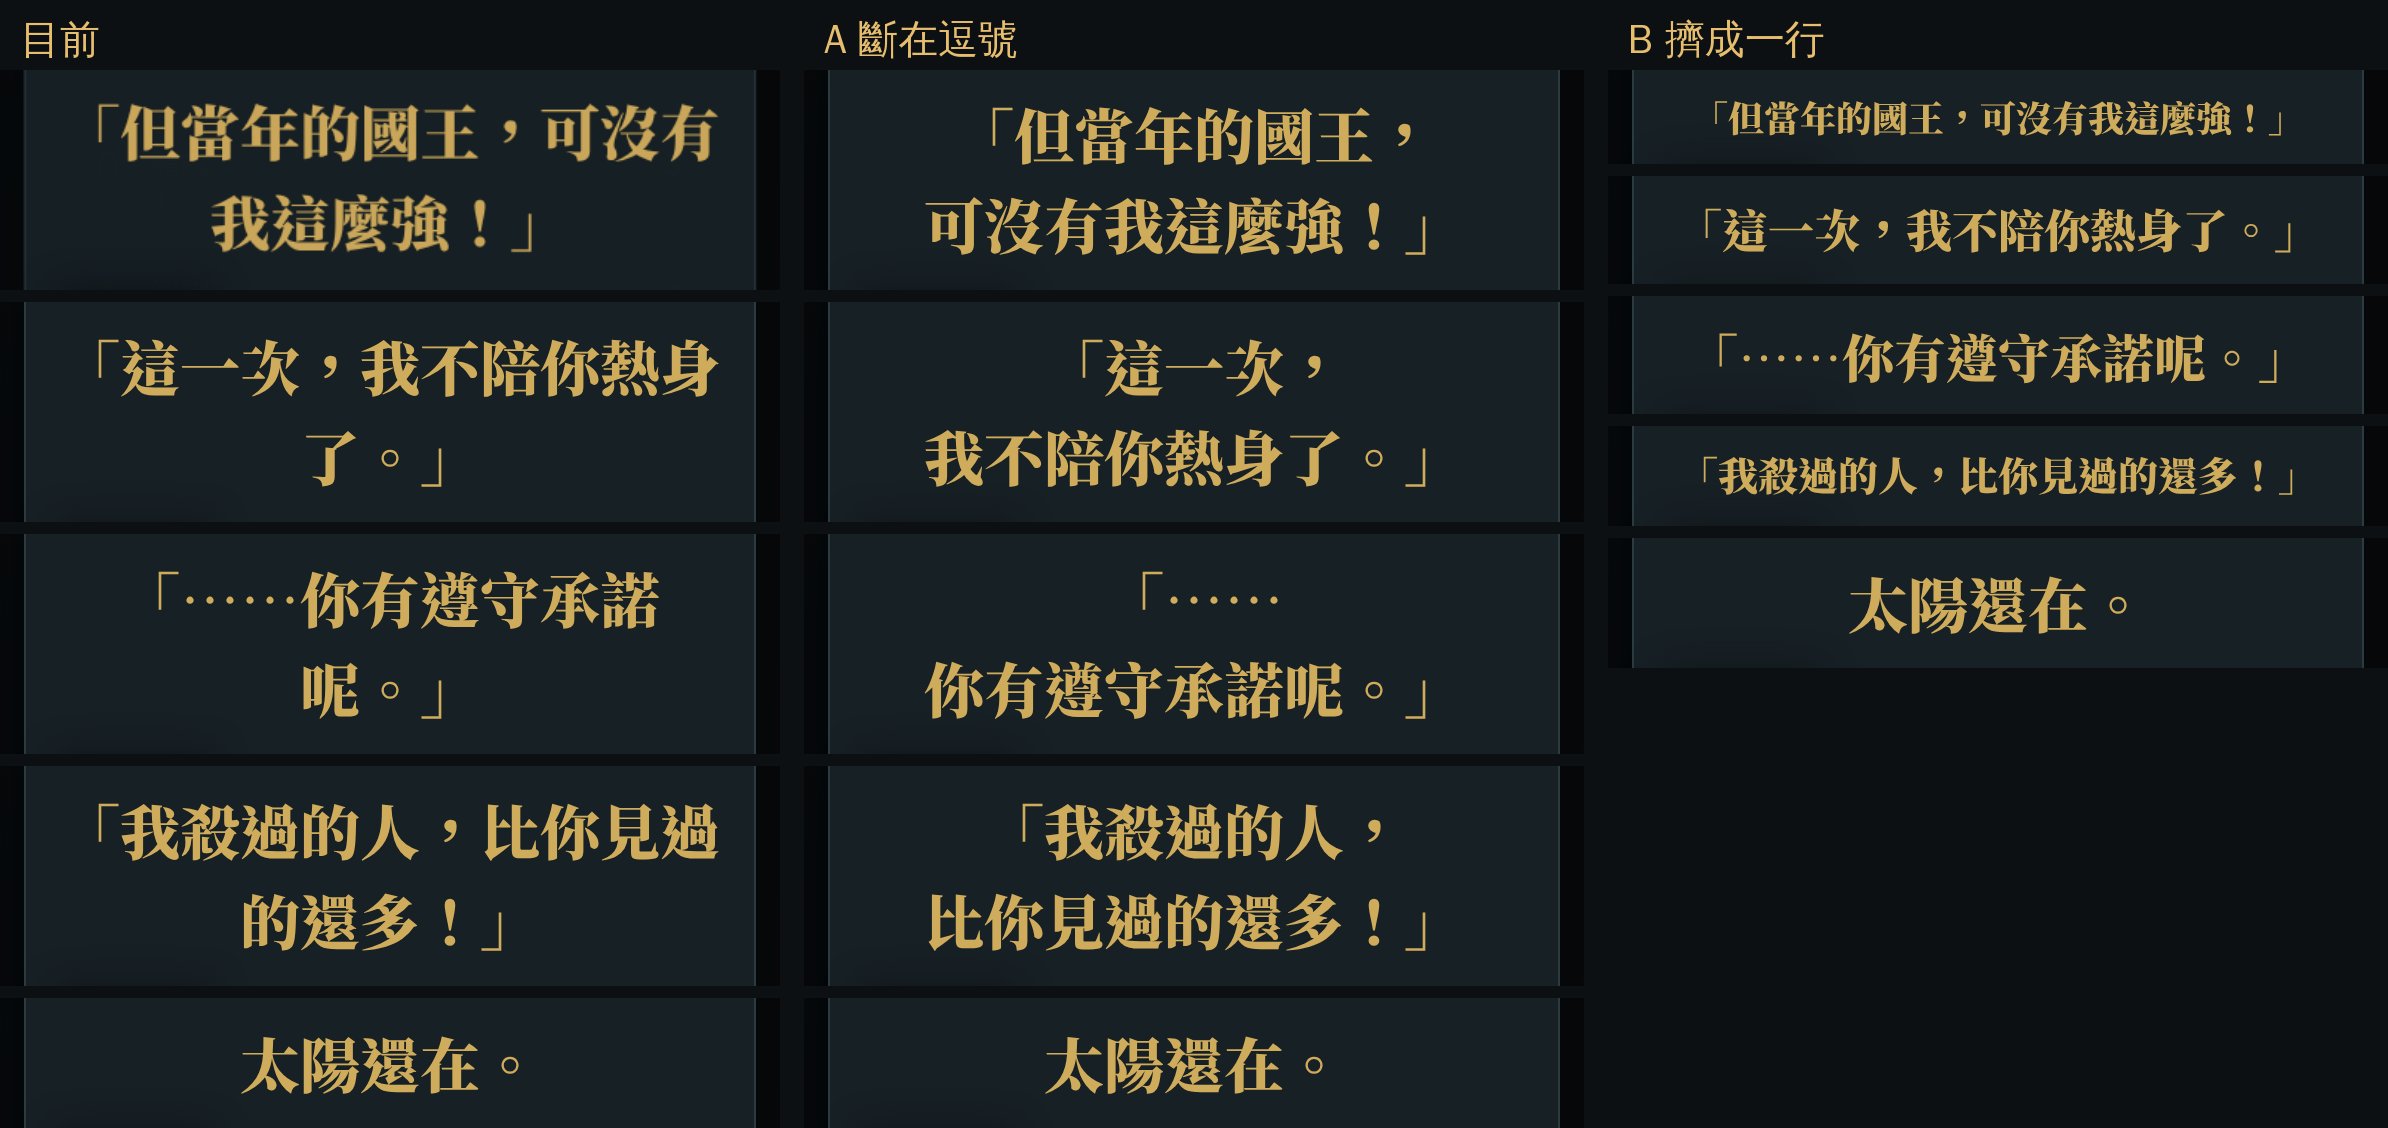 目前
「但當年的國王，可沒有
我這麼強！」
「這一次，我不陪你熱身
了。」
「⋯⋯你有遵守承諾
呢。」
「我殺過的人，比你見過
的還多！」
太陽還在。
A 斷在逗號
「但當年的國王，
可沒有我這麼強！」
「這一次，
我不陪你熱身了。」
「⋯⋯
你有遵守承諾呢。」
「我殺過的人，
比你見過的還多！」
太陽還在。
B 擠成一行
「但當年的國王，可沒有我這麼強！」
「這一次，我不陪你熱身了。」
「⋯⋯你有遵守承諾呢。」
「我殺過的人，比你見過的還多！」
太陽還在。